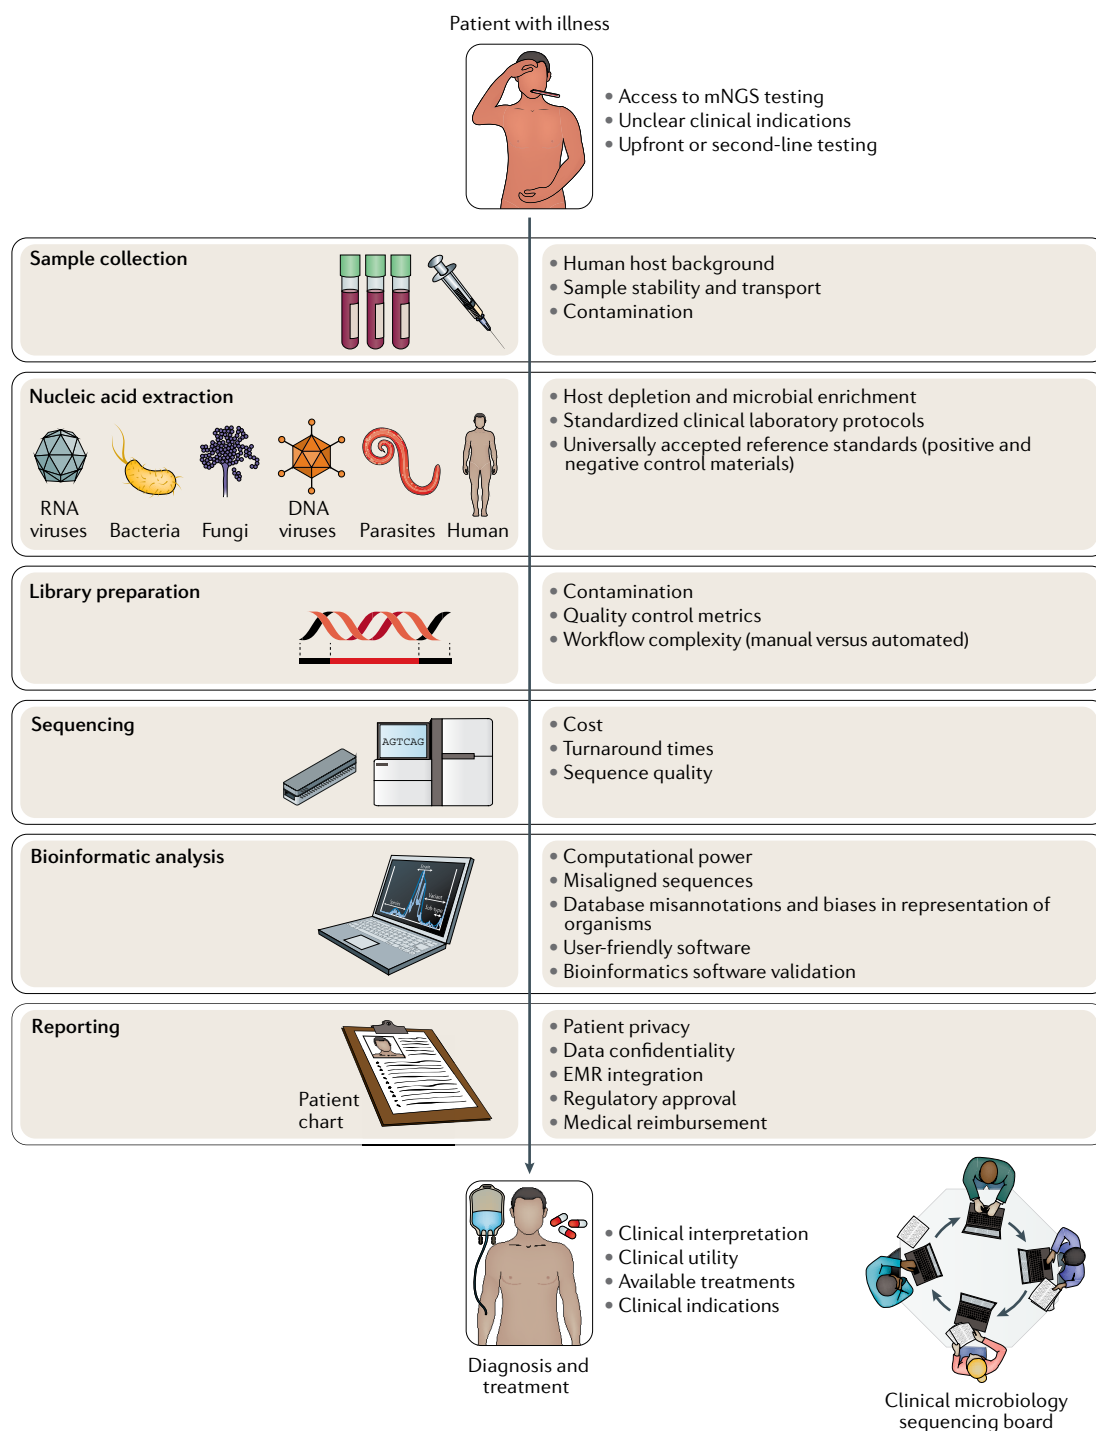 Patient with illness
• Access to mNGS testing
• Unclear clinical indications
• Upfront or second-line testing
Sample collection
• Human host background
• Sample stability and transport
• Contamination
Nucleic acid extraction
RNA
viruses
Bacteria
Fungi
DNA
viruses
Parasites
Human
• Host depletion and microbial enrichment
• Standardized clinical laboratory protocols
• Universally accepted reference standards (positive and
negative control materials)
Library preparation
• Contamination
• Quality control metrics
• Workflow complexity (manual versus automated)
Sequencing
AGTCAG
• Cost
• Turnaround times
• Sequence quality
Bioinformatic analysis
Variant
• Computational power
• Misaligned sequences
• Database misannotations and biases in representation of
organisms
• User-friendly software
• Bioinformatics software validation
Reporting
Patient
chart
• Patient privacy
• Data confidentiality
• EMR integration
• Regulatory approval
• Medical reimbursement
• Clinical interpretation
• Clinical utility
• Available treatments
• Clinical indications
Diagnosis and
treatment
Clinical microbiology
sequencing board